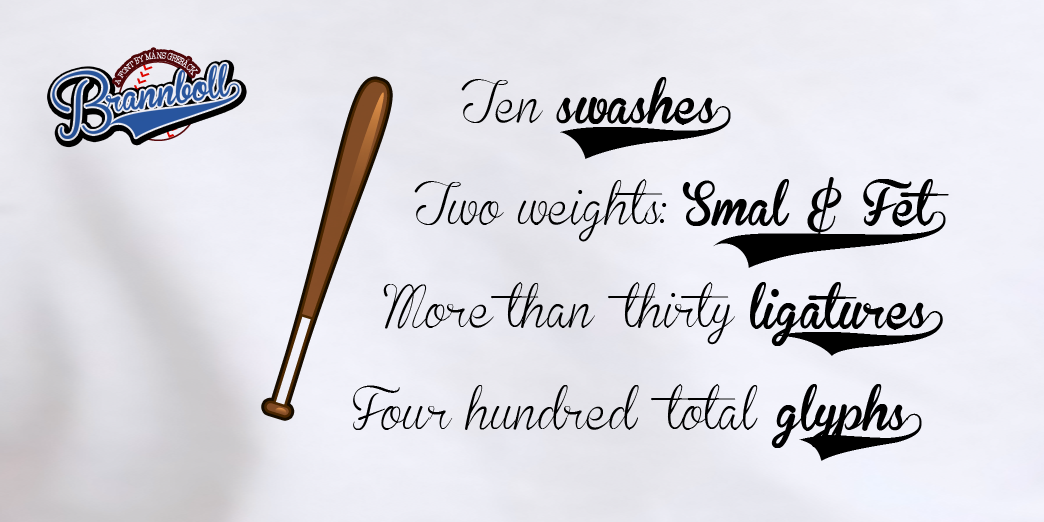 A FONT BY MÅNS GREBÄCK
Brannboll
Ten swashes
Two weights: Smal & Fet
More than thirty ligatures
Four hundred total glyphs